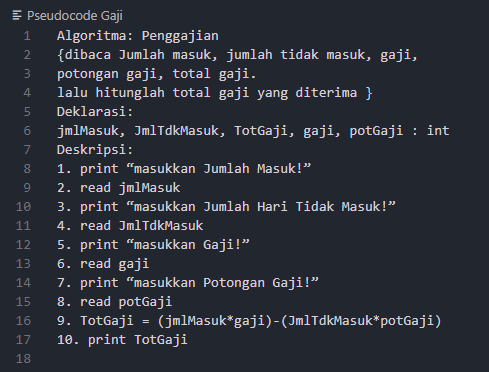 Pseudocode Gaji
1 Algoritma: Penggajian
2 {dibaca Jumlah masuk, jumlah tidak masuk, gaji,
3 potongan gaji, total gaji.
4 lalu hitunglah total gaji yang diterima }
5 Deklarasi:
6 jmlMasuk, JmlTdkMasuk, TotGaji, gaji, potGaji : int
7 Deskripsi:
8 1. print “masukkan Jumlah Masuk!”
9 2. read jmlMasuk
10 3. print “masukkan Jumlah Hari Tidak Masuk!”
11 4. read JmlTdkMasuk
12 5. print “masukkan Gaji!”
13 6. read gaji
14 7. print “masukkan Potongan Gaji!”
15 8. read potGaji
16 9. TotGaji = (jmlMasuk*gaji)-(JmlTdkMasuk*potGaji)
17 10. print TotGaji
18